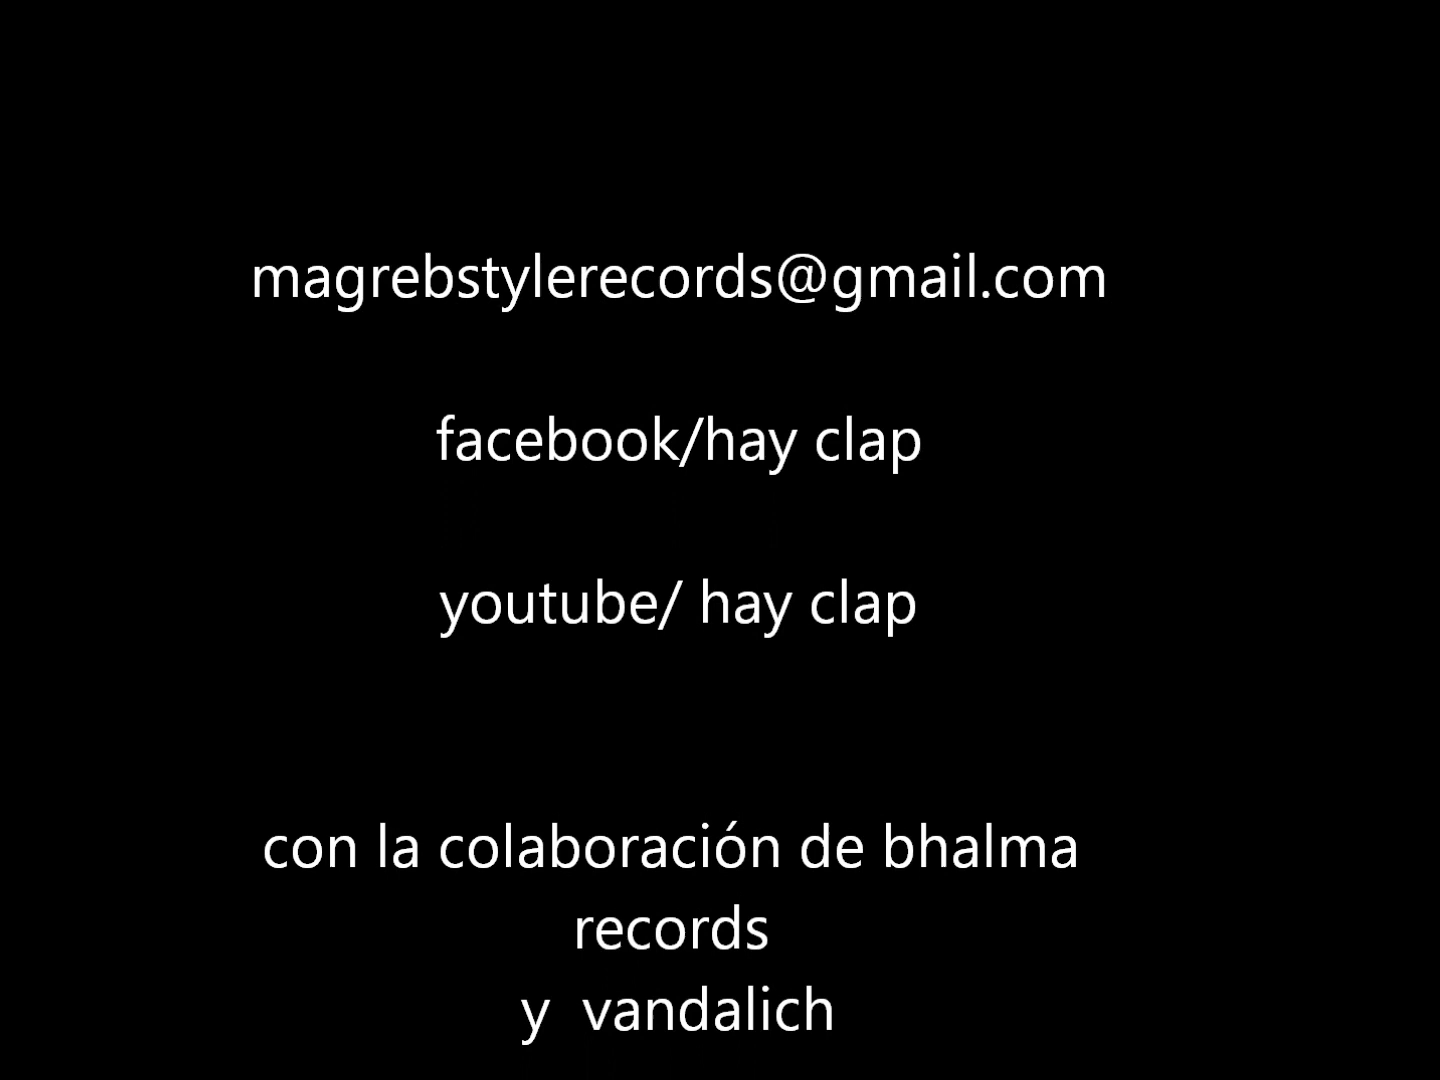 magrebstylerecords@gmail.com
facebook/hay clap
youtube/ hay clap
con la colaboración de bhalma
records
y  vandalich